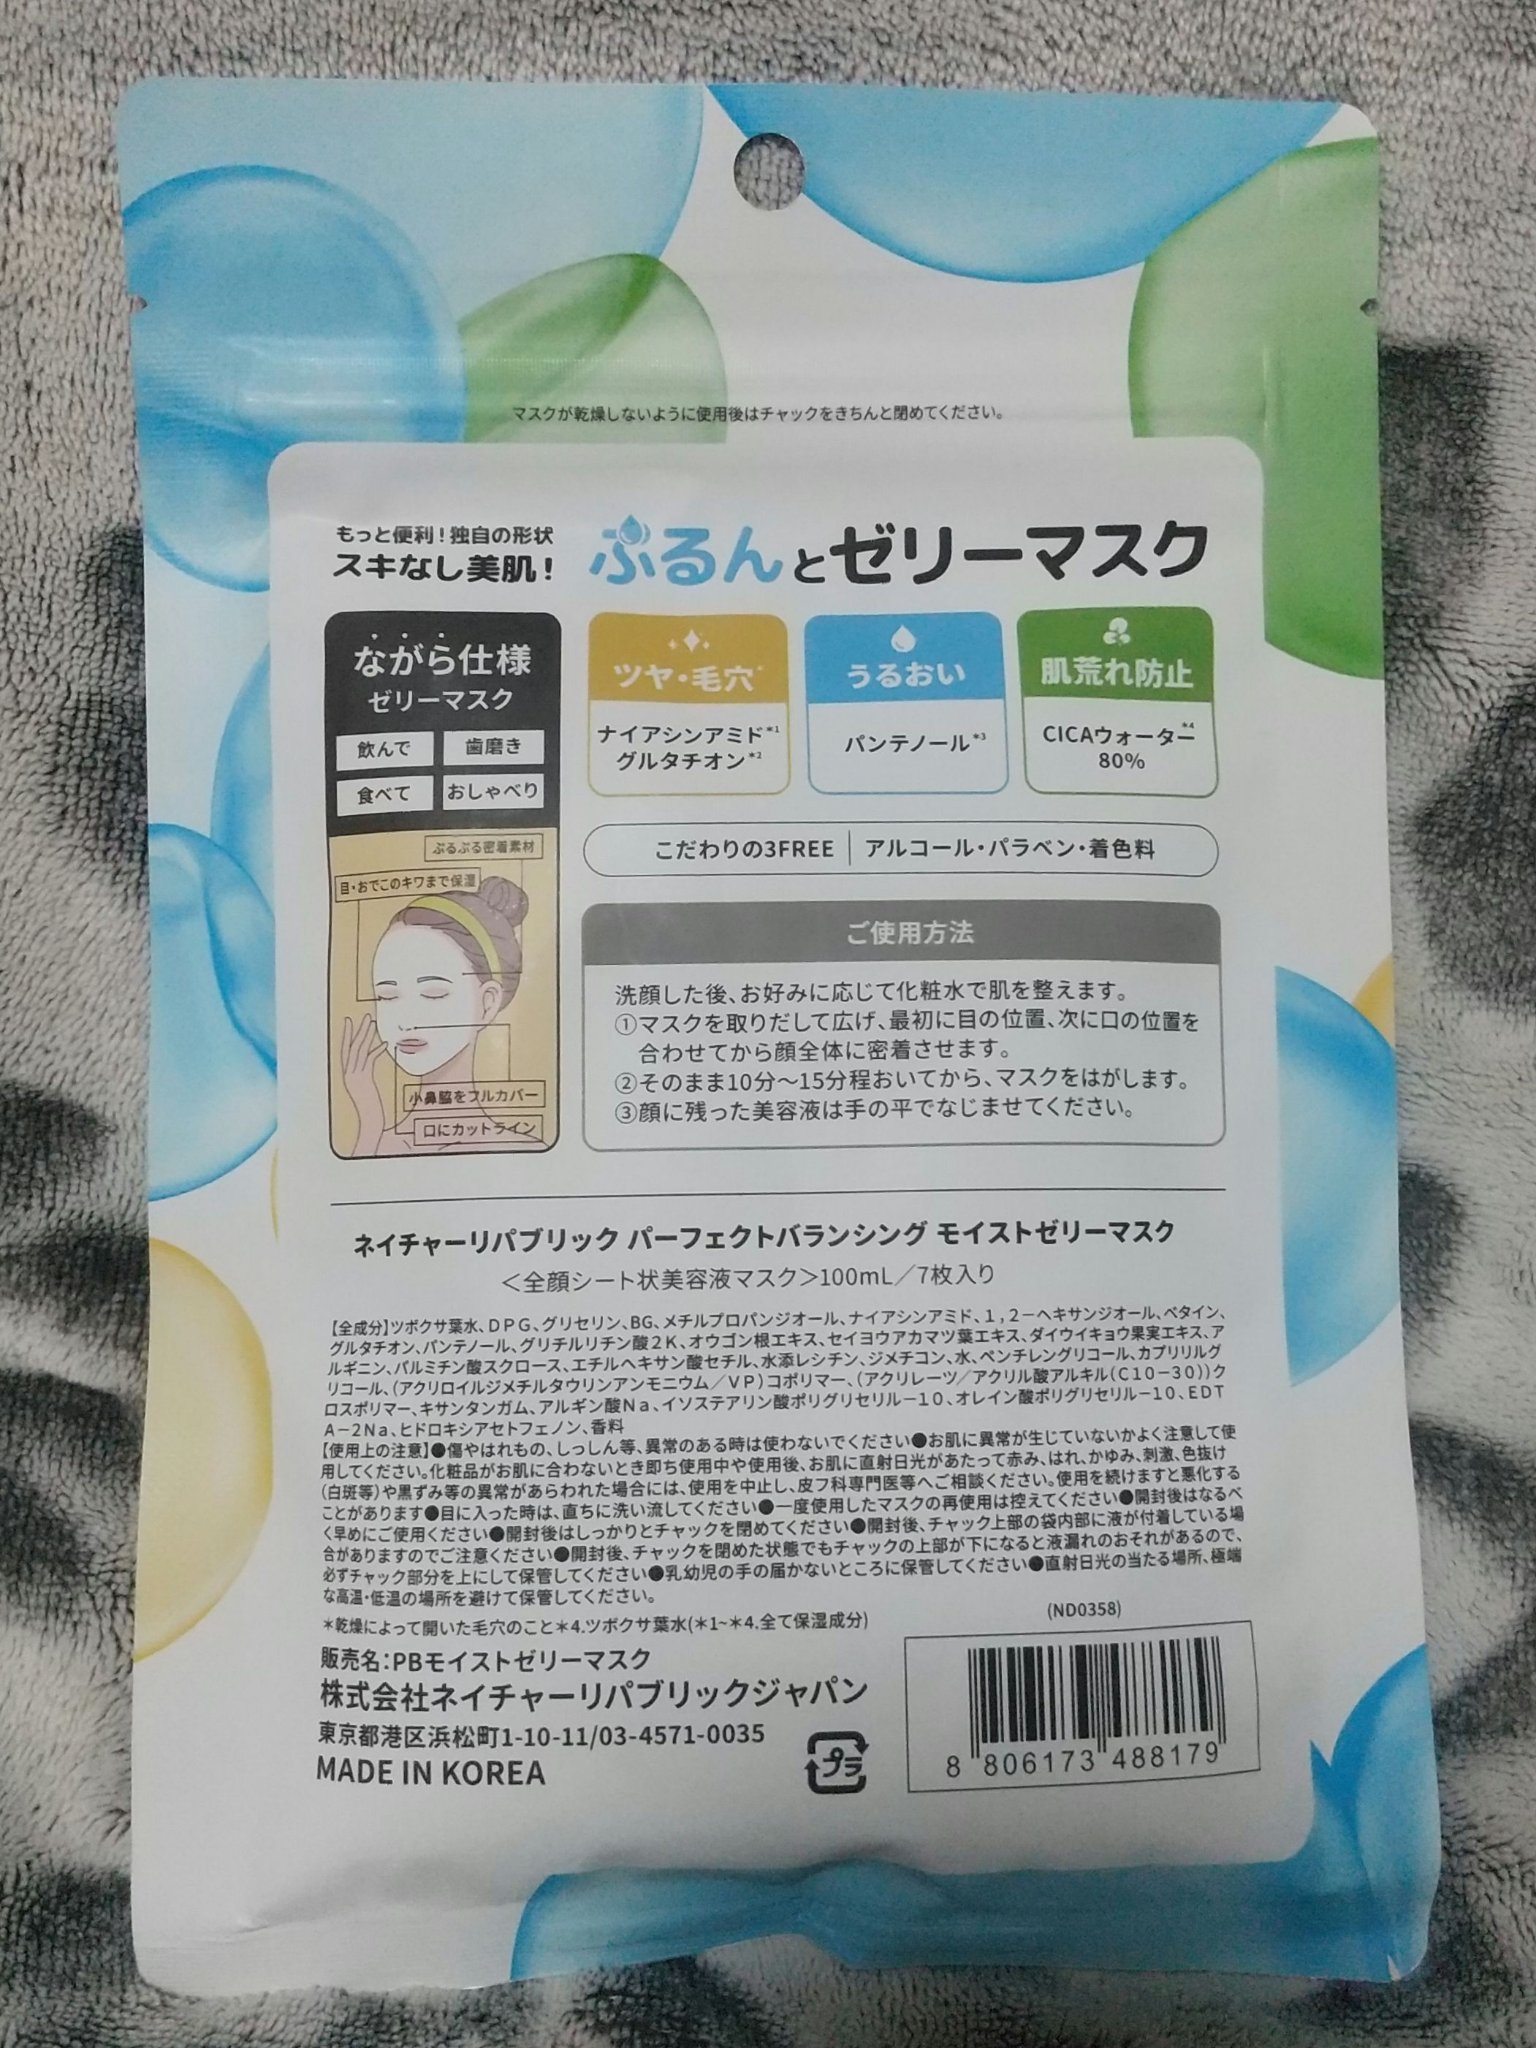 マスクが乾燥しないように使用後はチャックをきちんと閉めてください。
もっと便利!独自の形状
スキなし美肌!
ぷるんとゼリーマスク
ながら仕様
ゼリーマスク
飲んで
歯磨き
食べて
おしゃべり
ぷるぷる密着素材
目・おでこのキワまで保湿
小鼻脇をフルカバー
口にカットライン
ツヤ・毛穴*
ナイアシンアミド*1
グルタチオン*2
うるおい
パンテノール*3
肌荒れ防止
CICAウォーター*4
80%
こだわりの3FREE | アルコール・パラベン・着色料
ご使用方法
洗顔した後、お好みに応じて化粧水で肌を整えます。
①マスクを取りだして広げ、最初に目の位置、次に口の位置を
合わせてから顔全体に密着させます。
②そのまま10分～15分程おいてから、マスクをはがします。
③顔に残った美容液は手の平でなじませてください。
ネイチャーリパブリック パーフェクトバランシング モイストゼリーマスク
＜全顔シート状美容液マスク＞100mL／7枚入り
【全成分】ツボクサ葉水、DPG、グリセリン、BG、メチルプロパンジオール、ナイアシンアミド、1,2－ヘキサンジオール、ベタイン、
グルタチオン、パンテノール、グリチルリチン酸2K、オウゴン根エキス、セイヨウアカマツ葉エキス、ダイウイキョウ果実エキス、ア
ルギニン、パルミチン酸スクロース、エチルヘキサン酸セチル、水添レシチン、ジメチコン、水、ペンチレングリコール、カプリリルグ
リコール、(アクリロイルジメチルタウリンアンモニウム／VP)コポリマー、(アクリレーツ／アクリル酸アルキル(C10－30))ク
ロスポリマー、キサンタンガム、アルギン酸Na、イソステアリン酸ポリグリセリル－10、オレイン酸ポリグリセリル－10、EDT
A－2Na、ヒドロキシアセトフェノン、香料
【使用上の注意】●傷やはれもの、しっしん等、異常のある時は使わないでください●お肌に異常が生じていないかよく注意して使
用してください。化粧品がお肌に合わないとき即ち使用中や使用後、お肌に直射日光があたって赤み、はれ、かゆみ、刺激、色抜け
(白斑等)や黒ずみ等の異常があらわれた場合には、使用を中止し、皮フ科専門医等へご相談ください。使用を続けますと悪化する
ことがあります●目に入った時は、直ちに洗い流してください●一度使用したマスクの再使用は控えてください●開封後はなるべ
く早めにご使用ください●開封後はしっかりとチャックを閉めてください●開封後、チャック上部の袋内部に液が付着している場
合がありますのでご注意ください●開封後、チャックを閉めた状態でもチャックの上部が下になると液漏れのおそれがあるので、
必ずチャック部分を上にして保管してください●乳幼児の手の届かないところに保管してください●直射日光の当たる場所、極端
な高温・低温の場所を避けて保管してください。
＊乾燥によって開いた毛穴のこと＊4.ツボクサ葉水(＊1~＊4.全て保湿成分)
販売名:PBモイストゼリーマスク
株式会社ネイチャーリパブリックジャパン
東京都港区浜松町1-10-11/03-4571-0035
MADE IN KOREA
プラ
(ND0358)
8 806173 488179